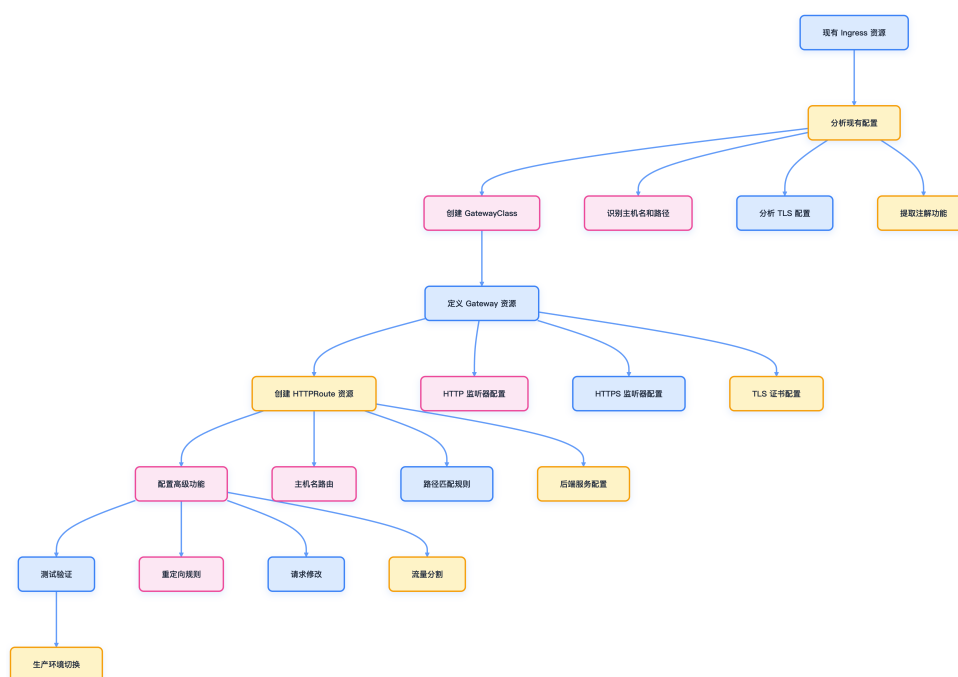 现有 Ingress 资源
分析现有配置
创建 GatewayClass
识别主机名和路径
分析 TLS 配置
提取注解功能
定义 Gateway 资源
创建 HTTPRoute 资源
HTTP 监听器配置
HTTPS 监听器配置
TLS 证书配置
配置高级功能
主机名路由
路径匹配规则
后端服务配置
测试验证
重定向规则
请求修改
流量分割
生产环境切换